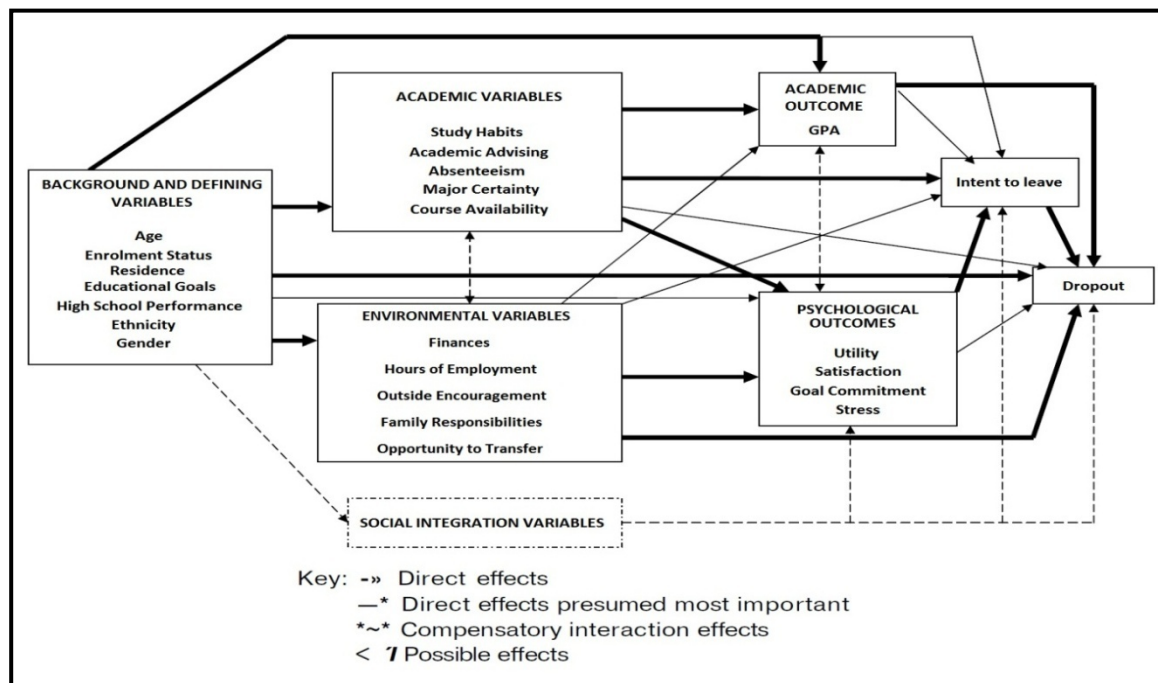 BACKGROUND AND DEFINING
VARIABLES
Age
Enrolment Status
Residence
Educational Goals
High School Performance
Ethnicity
Gender
ACADEMIC VARIABLES
Study Habits
Academic Advising
Absenteeism
Major Certainty
Course Availability
ENVIRONMENTAL VARIABLES
Finances
Hours of Employment
Outside Encouragement
Family Responsibilities
Opportunity to Transfer
SOCIAL INTEGRATION VARIABLES
ACADEMIC
OUTCOME
GPA
PSYCHOLOGICAL
OUTCOMES
Utility
Satisfaction
Goal Commitment
Stress
Intent to leave
Dropout
Key: -» Direct effects
—* Direct effects presumed most important
*~* Compensatory interaction effects
< '1 Possible effects